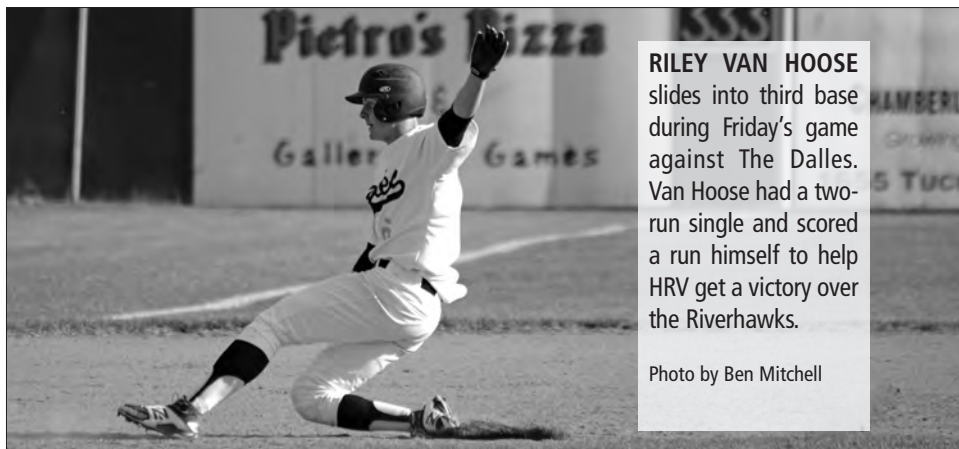 Pietro's Pizza
333
Games
RILEY VAN HOOSE
slides into third base
during Friday's game
against The Dalles.
Van Hoose had a two-
run single and scored
a run himself to help
HRV get a victory over
the Riverhawks.
Photo by Ben Mitchell